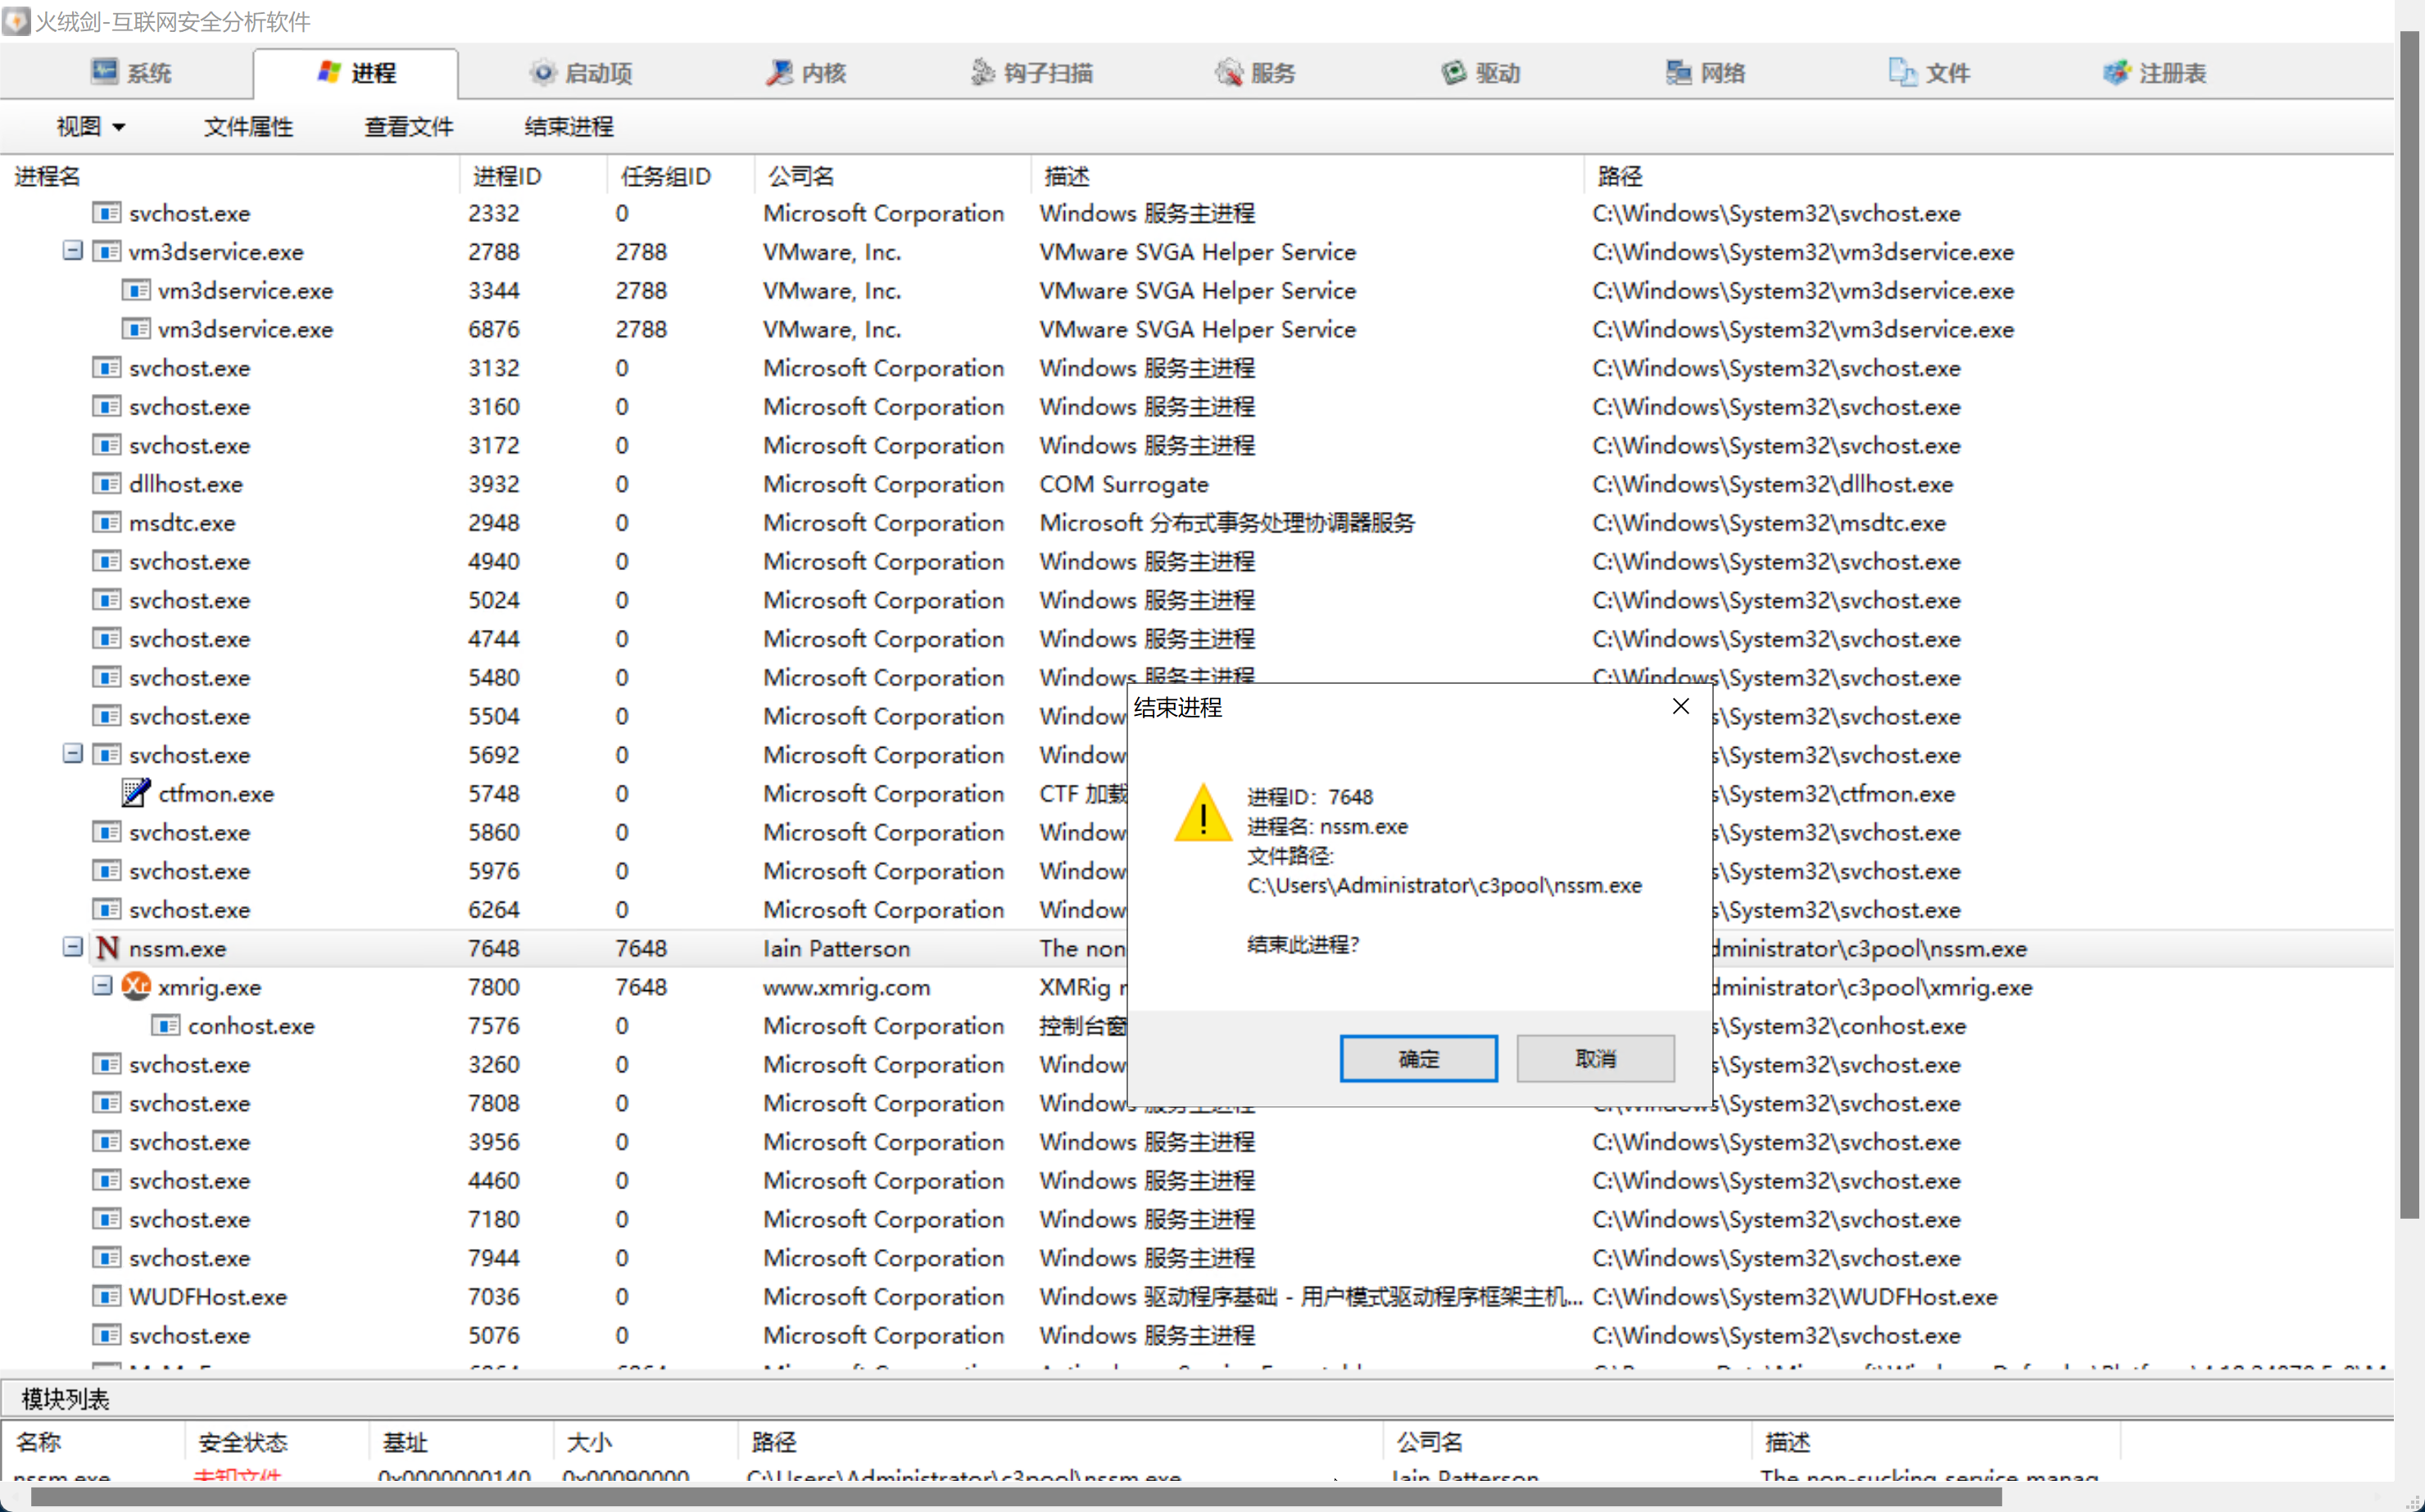 火绒剑-互联网安全分析软件
系统 进程 启动项 内核 钩子扫描 服务 驱动 网络 文件 注册表
视图 文件属性 查看文件 结束进程
进程名 进程ID 任务组ID 公司名 描述 路径
svchost.exe 2332 0 Microsoft Corporation Windows 服务主进程 C:\Windows\System32\svchost.exe
vm3dservice.exe 2788 2788 VMware, Inc. VMware SVGA Helper Service C:\Windows\System32\vm3dservice.exe
vm3dservice.exe 3344 2788 VMware, Inc. VMware SVGA Helper Service C:\Windows\System32\vm3dservice.exe
vm3dservice.exe 6876 2788 VMware, Inc. VMware SVGA Helper Service C:\Windows\System32\vm3dservice.exe
svchost.exe 3132 0 Microsoft Corporation Windows 服务主进程 C:\Windows\System32\svchost.exe
svchost.exe 3160 0 Microsoft Corporation Windows 服务主进程 C:\Windows\System32\svchost.exe
svchost.exe 3172 0 Microsoft Corporation Windows 服务主进程 C:\Windows\System32\svchost.exe
dllhost.exe 3932 0 Microsoft Corporation COM Surrogate C:\Windows\System32\dllhost.exe
msdtc.exe 2948 0 Microsoft Corporation Microsoft 分布式事务处理协调器服务 C:\Windows\System32\msdtc.exe
svchost.exe 4940 0 Microsoft Corporation Windows 服务主进程 C:\Windows\System32\svchost.exe
svchost.exe 5024 0 Microsoft Corporation Windows 服务主进程 C:\Windows\System32\svchost.exe
svchost.exe 4744 0 Microsoft Corporation Windows 服务主进程 C:\Windows\System32\svchost.exe
svchost.exe 5480 0 Microsoft Corporation Windows 服务主进程 C:\Windows\System32\svchost.exe
svchost.exe 5504 0 Microsoft Corporation Window s\System32\svchost.exe
svchost.exe 5692 0 Microsoft Corporation Window s\System32\svchost.exe
ctfmon.exe 5748 0 Microsoft Corporation CTF 加载 s\System32\ctfmon.exe
svchost.exe 5860 0 Microsoft Corporation Window s\System32\svchost.exe
svchost.exe 5976 0 Microsoft Corporation Window s\System32\svchost.exe
svchost.exe 6264 0 Microsoft Corporation Window s\System32\svchost.exe
nssm.exe 7648 7648 Iain Patterson The non dministrator\c3pool\nssm.exe
xmrig.exe 7800 7648 www.xmrig.com XMRig dministrator\c3pool\xmrig.exe
conhost.exe 7576 0 Microsoft Corporation 控制台窗 s\System32\conhost.exe
svchost.exe 3260 0 Microsoft Corporation Window s\System32\svchost.exe
svchost.exe 7808 0 Microsoft Corporation Windows 服务主进程 C:\Windows\System32\svchost.exe
svchost.exe 3956 0 Microsoft Corporation Windows 服务主进程 C:\Windows\System32\svchost.exe
svchost.exe 4460 0 Microsoft Corporation Windows 服务主进程 C:\Windows\System32\svchost.exe
svchost.exe 7180 0 Microsoft Corporation Windows 服务主进程 C:\Windows\System32\svchost.exe
svchost.exe 7944 0 Microsoft Corporation Windows 服务主进程 C:\Windows\System32\svchost.exe
WUDFHost.exe 7036 0 Microsoft Corporation Windows 驱动程序基础 - 用户模式驱动程序框架主机... C:\Windows\System32\WUDFHost.exe
svchost.exe 5076 0 Microsoft Corporation Windows 服务主进程 C:\Windows\System32\svchost.exe
结束进程
进程ID: 7648
进程名: nssm.exe
文件路径:
C:\Users\Administrator\c3pool\nssm.exe
结束此进程?
确定 取消
模块列表
名称 安全状态 基址 大小 路径 公司名 描述
nssm.exe 未知文件 0x0000000140 0x00090000 C:\Users\Administrator\c3pool\nssm.exe Iain Patterson The non-sucking service manag